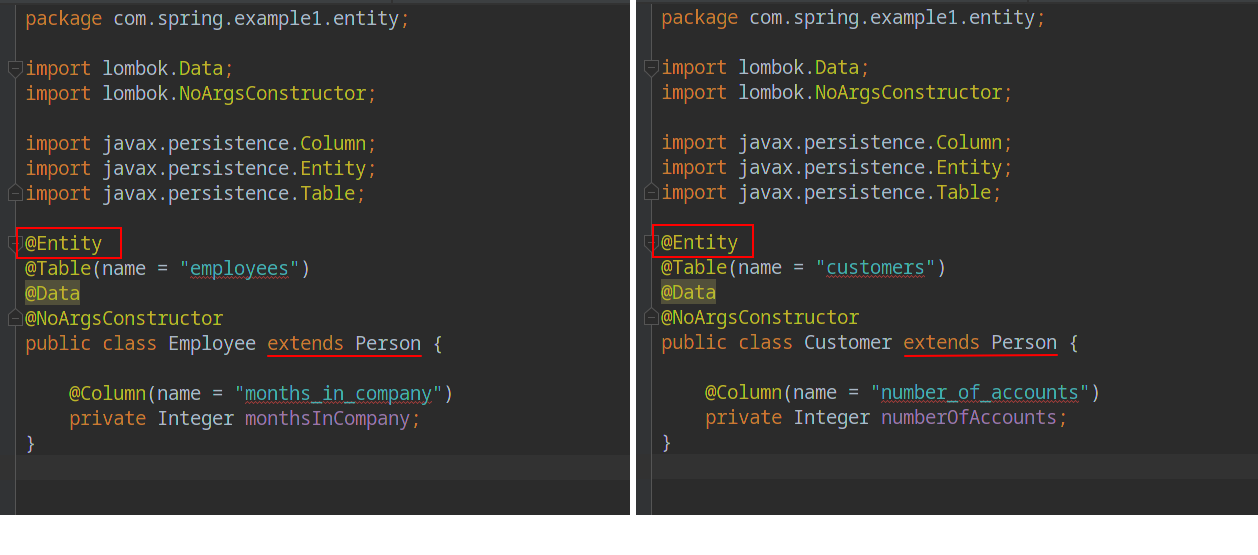 package com.spring.example1.entity;
import lombok.Data;
import lombok.NoArgsConstructor;
import javax.persistence.Column;
import javax.persistence.Entity;
import javax.persistence.Table;
@Entity
@Table(name = "employees")
@Data
@NoArgsConstructor
public class Employee extends Person {
@Column(name = "months_in_company")
private Integer monthsInCompany;
}
package com.spring.example1.entity;
import lombok.Data;
import lombok.NoArgsConstructor;
import javax.persistence.Column;
import javax.persistence.Entity;
import javax.persistence.Table;
@Entity
@Table(name = "customers")
@Data
@NoArgsConstructor
public class Customer extends Person {
@Column(name = "number_of_accounts")
private Integer numberOfAccounts;
}